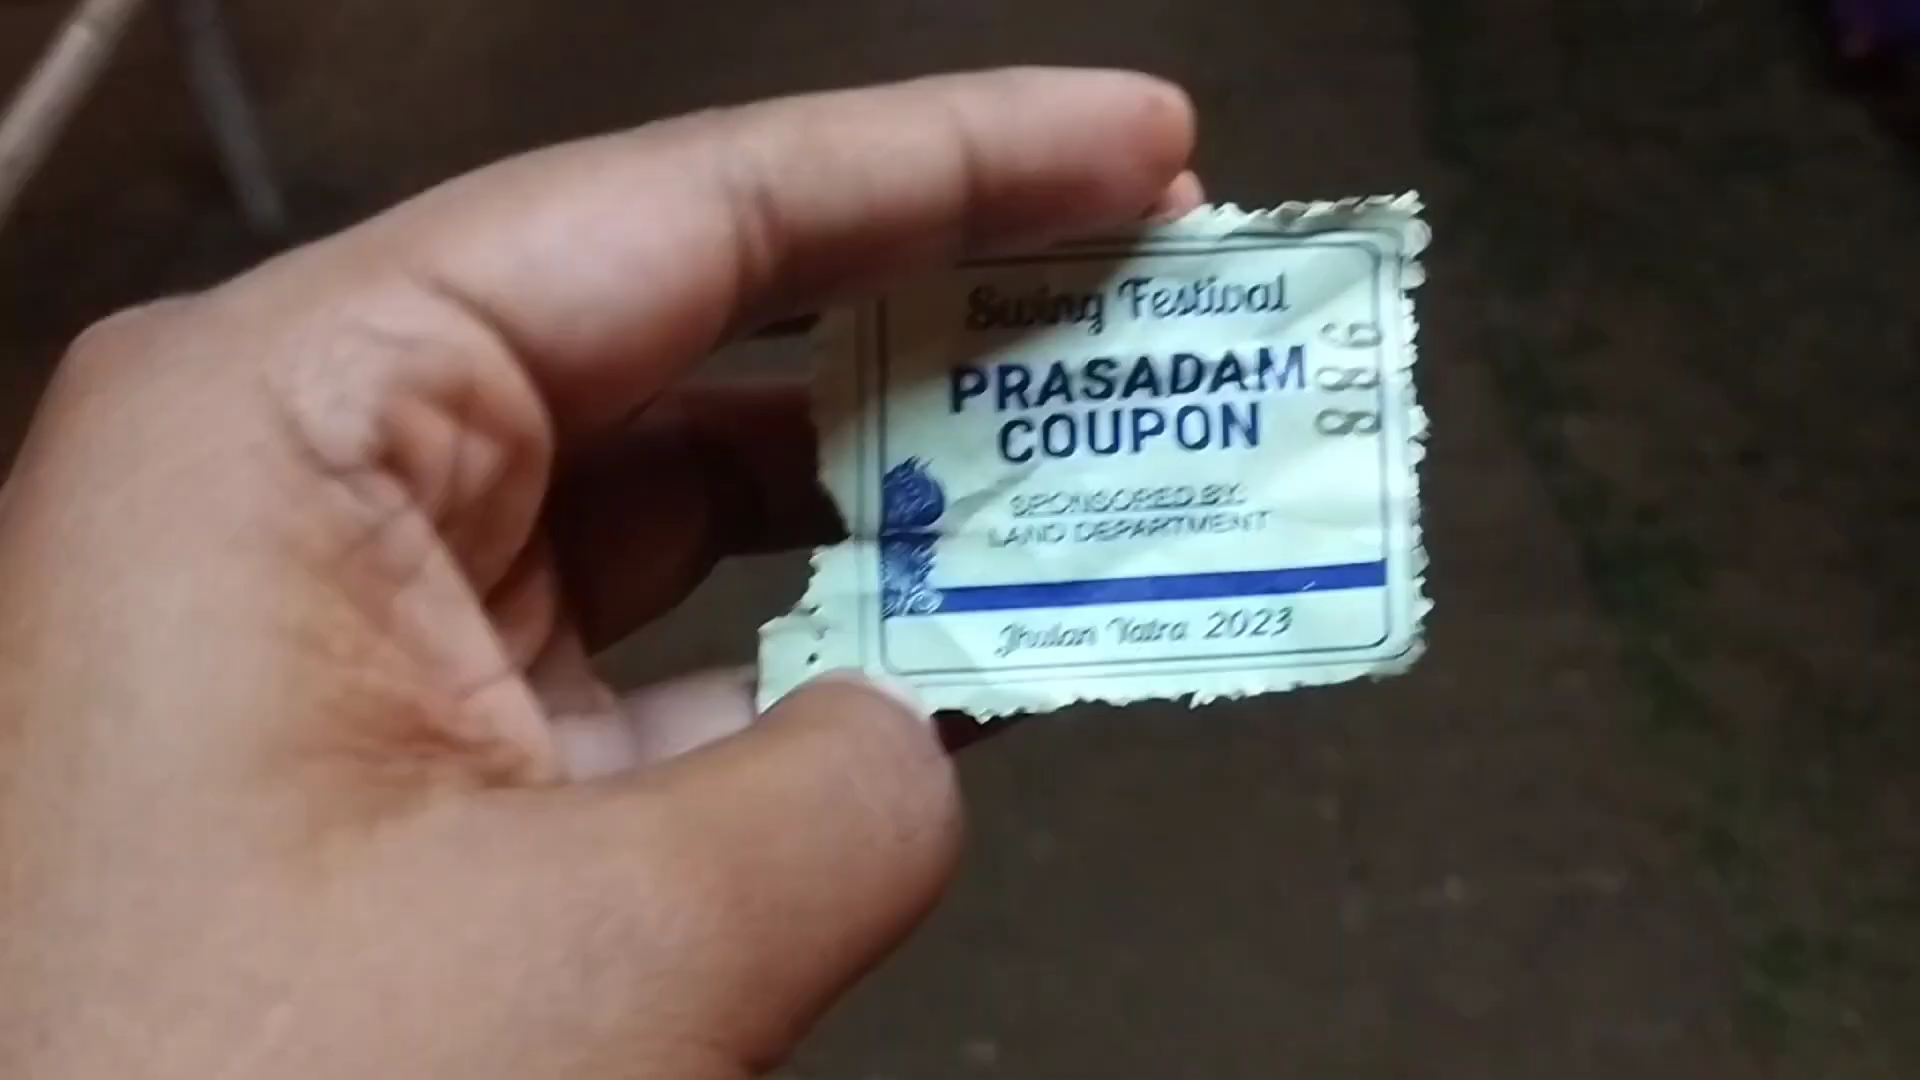 Swing Festival
PRASADAM
COUPON
886
SPONSORED BY:
LAND DEPARTMENT
Jhulan Yatra 2023